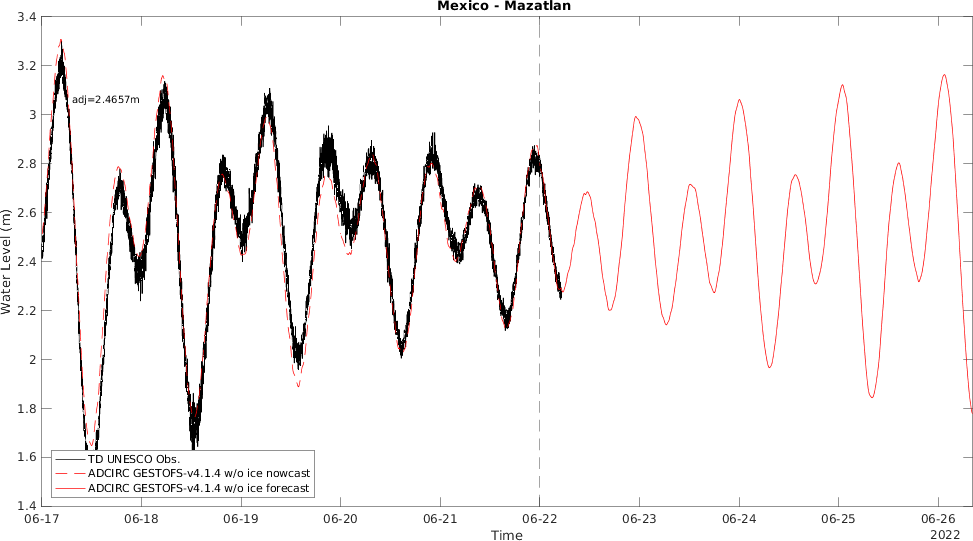 Mexico - Mazatlan
3.4
3.2
3
2.8
2.6
2.4
2.2
2
1.8
1.6
1.4
Water Level (m)
adj=2.4657m
TD UNESCO Obs.
ADCIRC GESTOFS-v4.1.4 w/o ice nowcast
ADCIRC GESTOFS-v4.1.4 w/o ice forecast
06-17 06-18 06-19 06-20 06-21 06-22 06-23 06-24 06-25 06-26
2022
Time